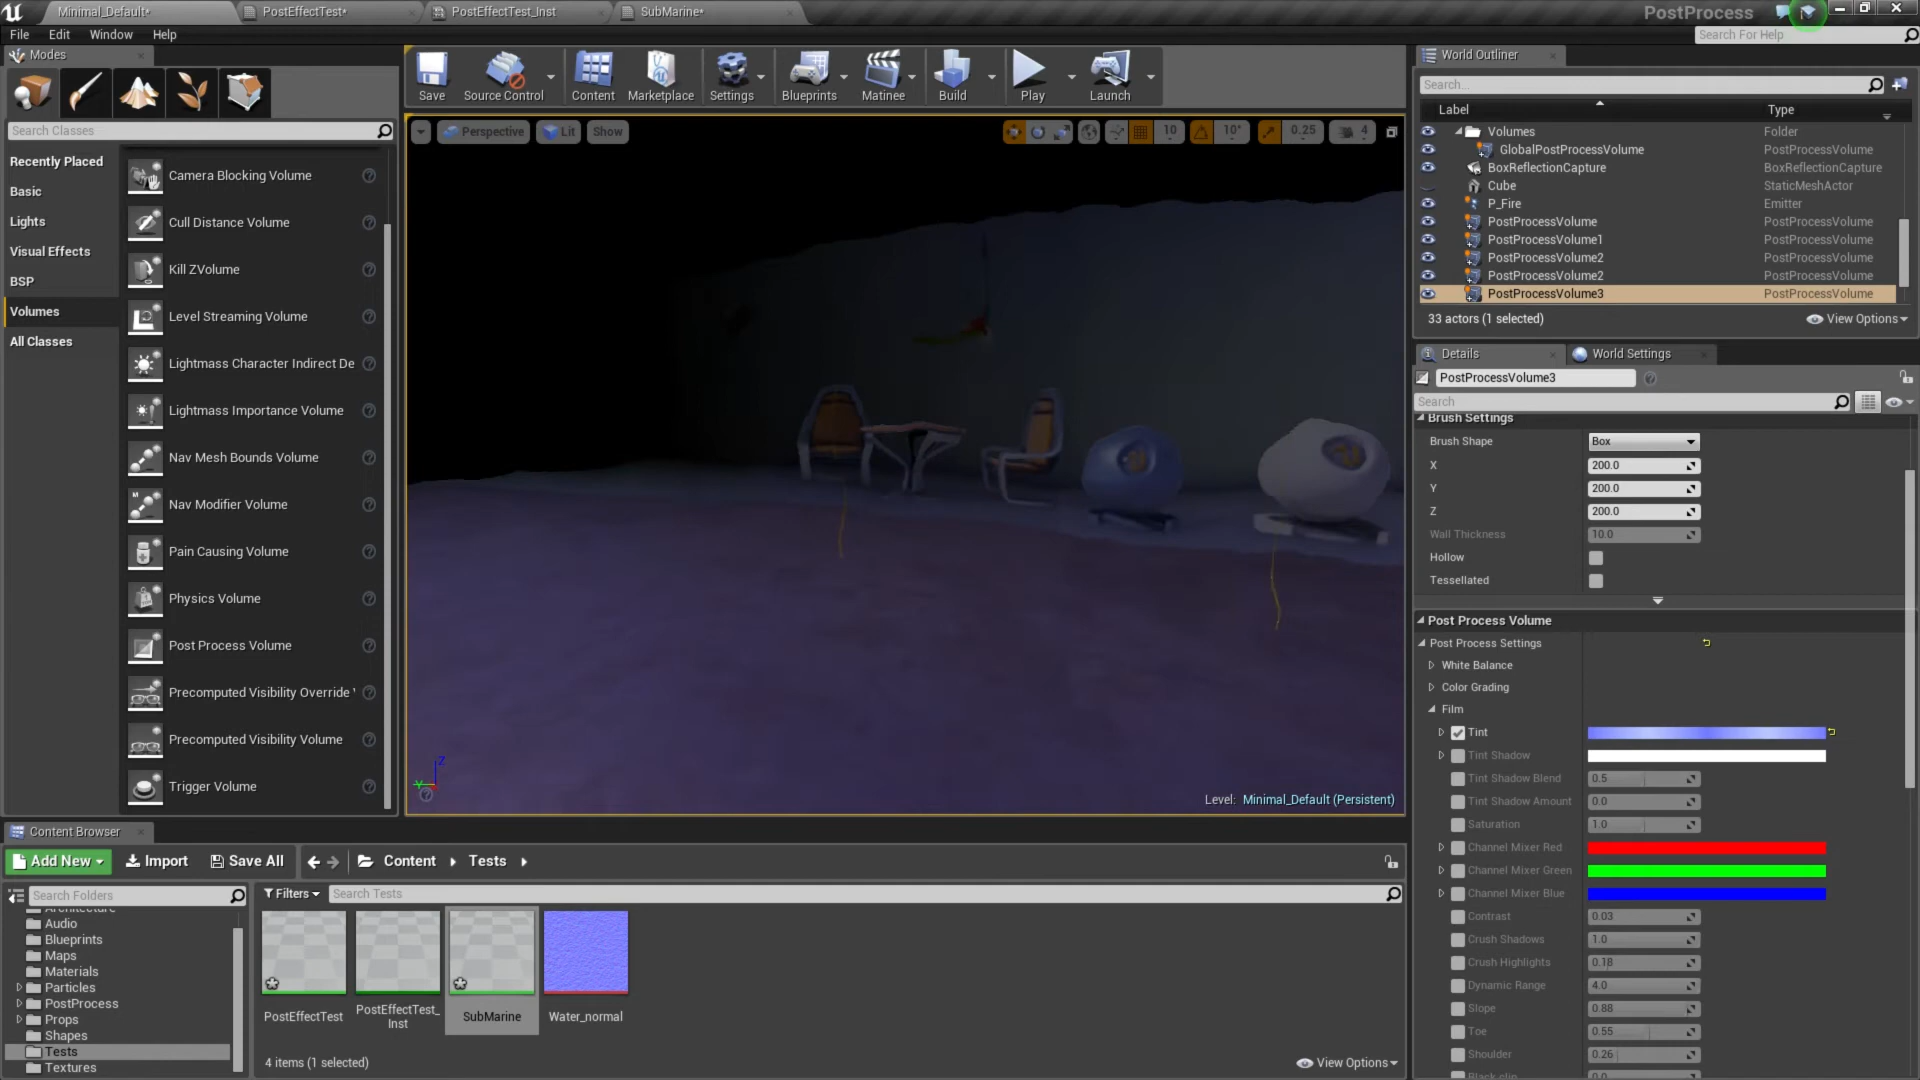 Minimal_Default*
PostEffectTest*
PostEffectTest_Inst
SubMarine*
PostProcess
File Edit Window Help
Search For Help
Modes
Search Classes
Recently Placed
Basic
Lights
Visual Effects
BSP
Volumes
All Classes
Camera Blocking Volume
Cull Distance Volume
Kill ZVolume
Level Streaming Volume
Lightmass Character Indirect De
Lightmass Importance Volume
Nav Mesh Bounds Volume
Nav Modifier Volume
Pain Causing Volume
Physics Volume
Post Process Volume
Precomputed Visibility Override
Precomputed Visibility Volume
Trigger Volume
Save Source Control Content Marketplace Settings Blueprints Matinee Build Play Launch
Perspective Lit Show
10 10° 0.25 4
Level: Minimal_Default (Persistent)
World Outliner
Search...
Label Type
Volumes Folder
GlobalPostProcessVolume PostProcessVolume
BoxReflectionCapture BoxReflectionCapture
Cube StaticMeshActor
P_Fire Emitter
PostProcessVolume PostProcessVolume
PostProcessVolume1 PostProcessVolume
PostProcessVolume2 PostProcessVolume
PostProcessVolume2 PostProcessVolume
PostProcessVolume3 PostProcessVolume
33 actors (1 selected)
View Options
Details
World Settings
PostProcessVolume3
Search
Brush Settings
Brush Shape Box
X 200.0
Y 200.0
Z 200.0
Wall Thickness 10.0
Hollow
Tessellated
Post Process Volume
Post Process Settings
White Balance
Color Grading
Film
Tint
Tint Shadow
Tint Shadow Blend 0.5
Tint Shadow Amount 0.0
Saturation 1.0
Channel Mixer Red
Channel Mixer Green
Channel Mixer Blue
Contrast 0.03
Crush Shadows 1.0
Crush Highlights 0.18
Dynamic Range 4.0
Slope 0.88
Toe 0.55
Shoulder 0.26
Black clip 0.0
Content Browser
Add New Import Save All Content Tests
Search Folders
Architecture
Audio
Blueprints
Maps
Materials
Particles
PostProcess
Props
Shapes
Tests
Textures
Filters
Search Tests
PostEffectTest
PostEffectTest_
Inst
SubMarine
Water_normal
4 items (1 selected)
View Options